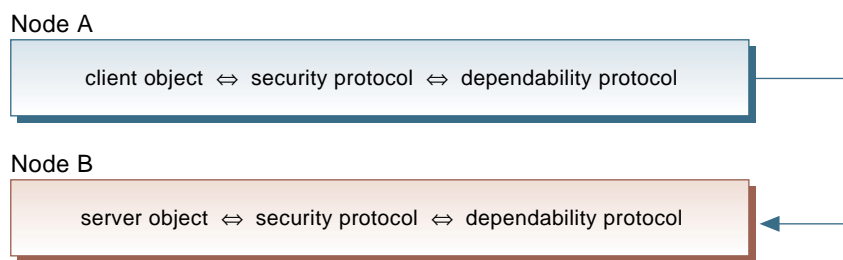 Node A
client object ⇔ security protocol ⇔ dependability protocol
Node B
server object ⇔ security protocol ⇔ dependability protocol